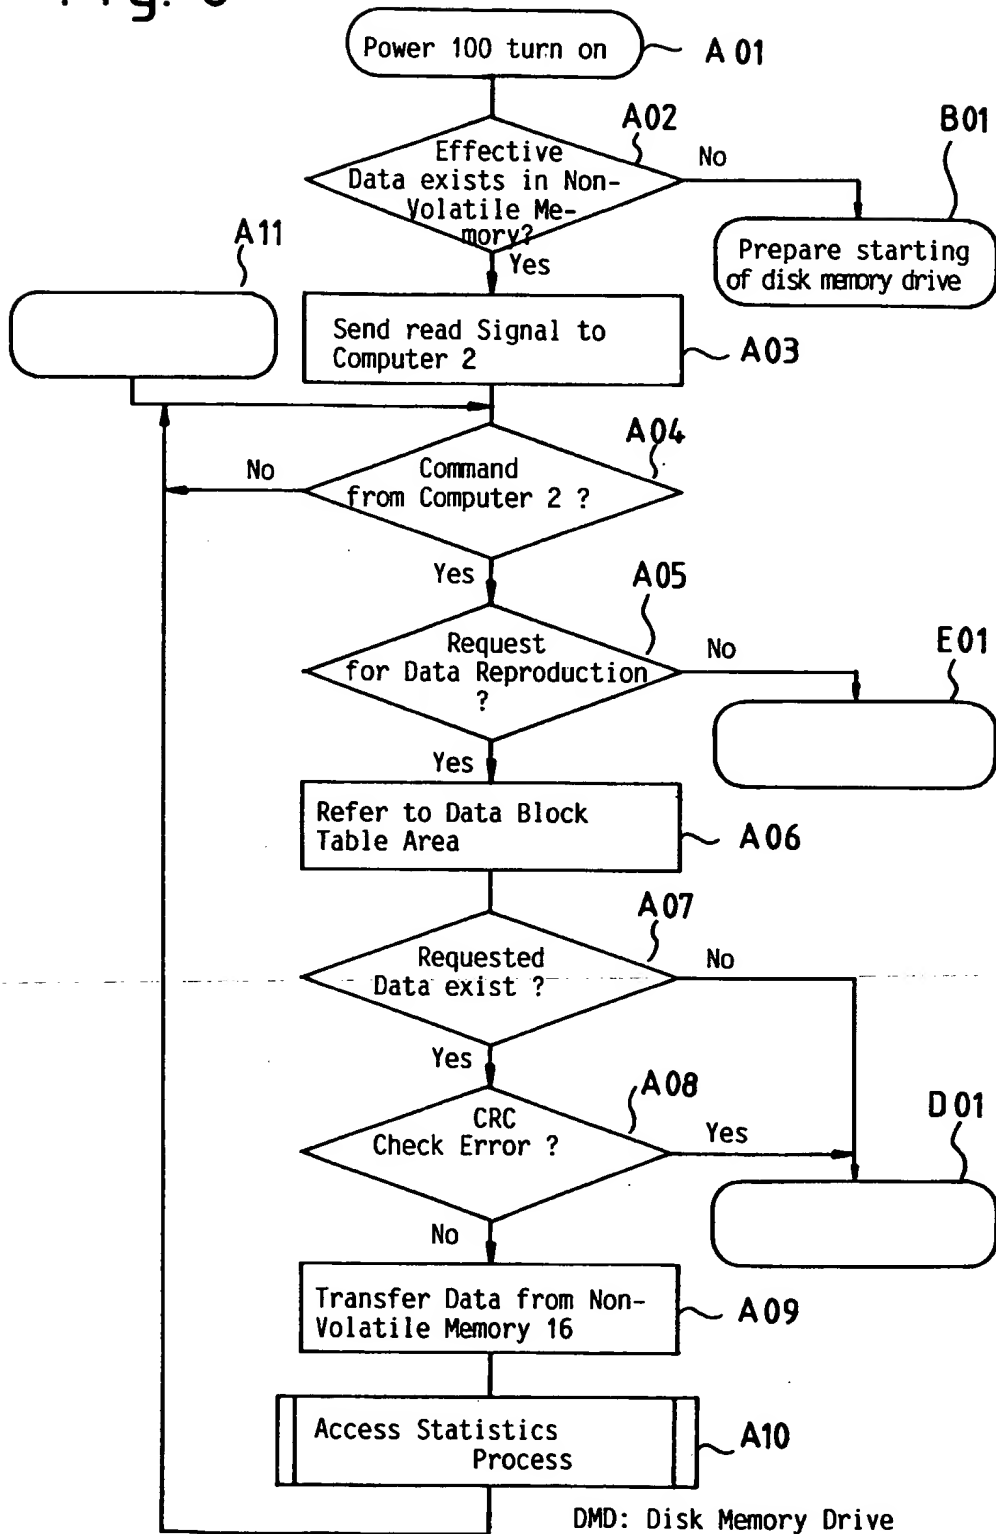 Power 100 turn on
A01
A02
Effective
Data exists in Non-
Volatile Me-
mory?
No
B01
Prepare starting
of disk memory drive
Yes
A11
Send read Signal to
Computer 2
A03
A04
Command
from Computer 2 ?
No
Yes
A05
Request
for Data Reproduction
?
No
E01
Yes
Refer to Data Block
Table Area
A06
A07
Requested
Data exist ?
No
Yes
A08
CRC
Check Error ?
Yes
D01
No
Transfer Data from Non-
Volatile Memory 16
A09
Access Statistics
Process
A10
DMD: Disk Memory Drive